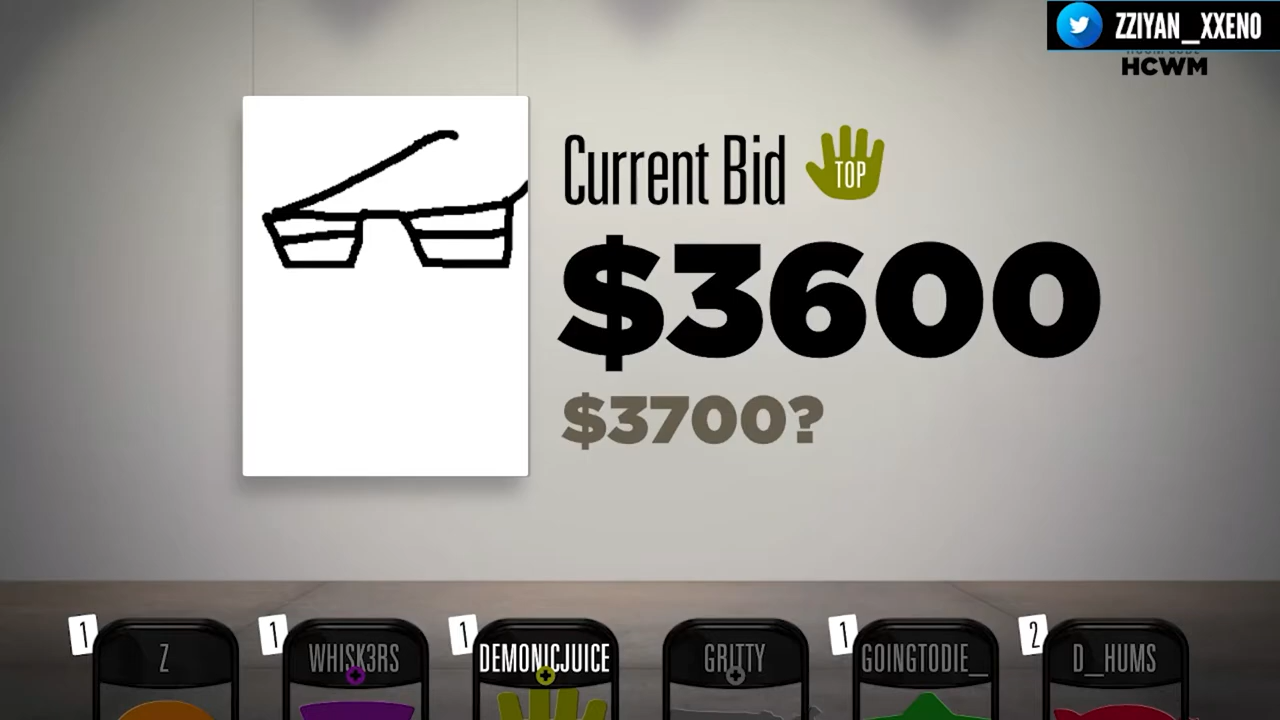 ZZIYAN_XXENO
HCWM
Current Bid
TOP
$3600
$3700?
1 Z
1 WHISK3RS
1 DEMONICJUICE
GRITTY
1 GOINGTODIE_
2 D_HUMS